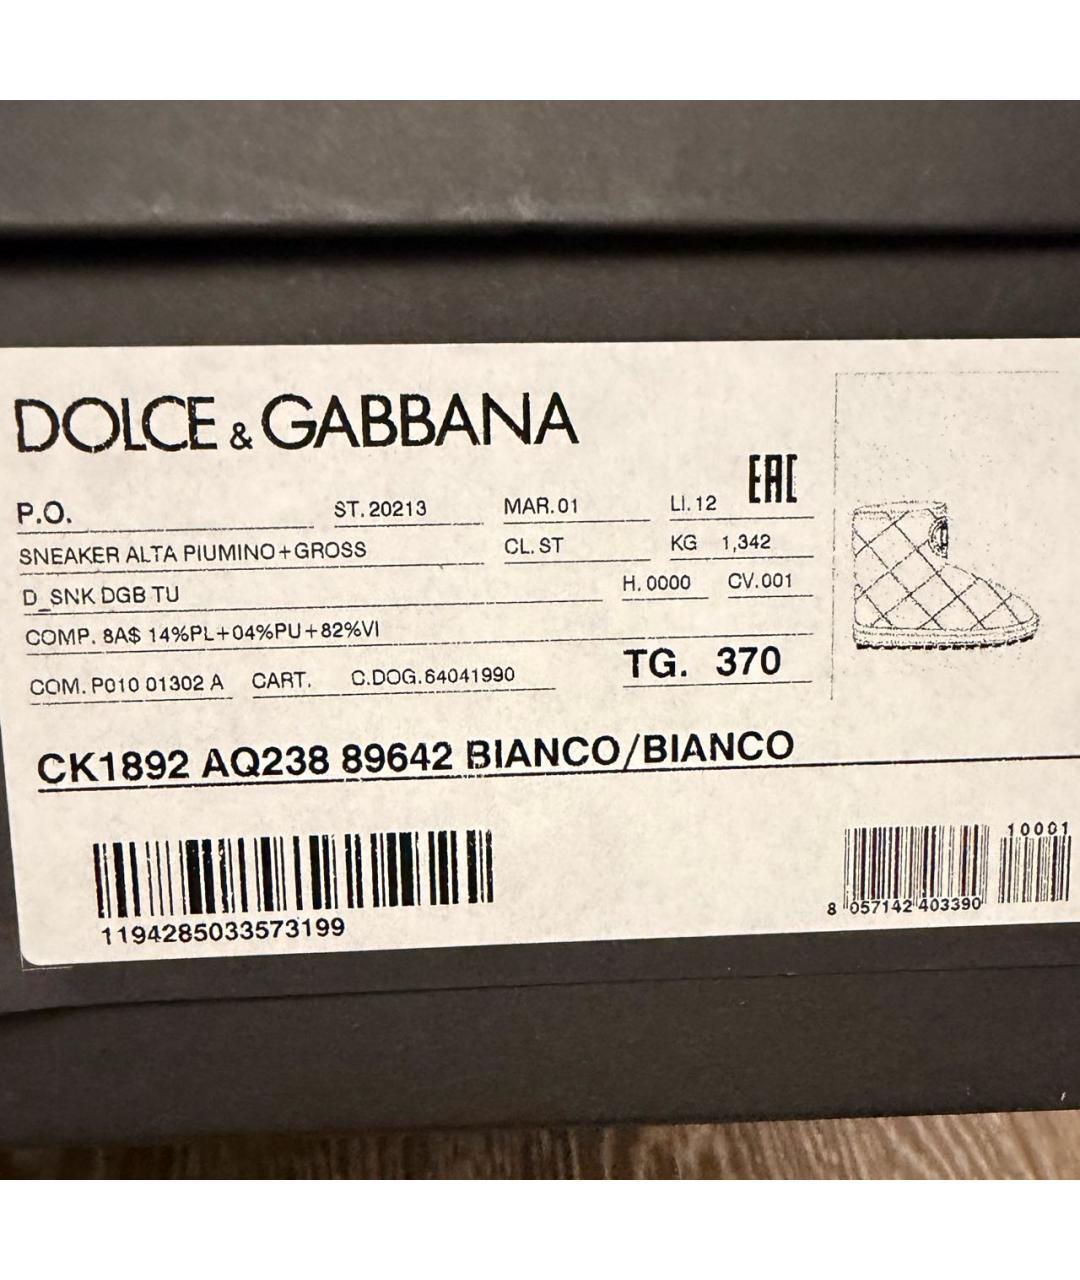 DOLCE & GABBANA
EAC
P.O. ST. 20213 MAR. 01 LI. 12
SNEAKER ALTA PIUMINO+GROSS CL. ST KG 1,342
D_SNK DGB TU H. 0000 CV. 001
COMP. 8A$ 14%PL+04%PU+82%VI
COM. P010 01302 A CART. C.DOG. 64041990 TG. 370
CK1892 AQ238 89642 BIANCO/BIANCO
10001
1194285033573199
8 057142 403390